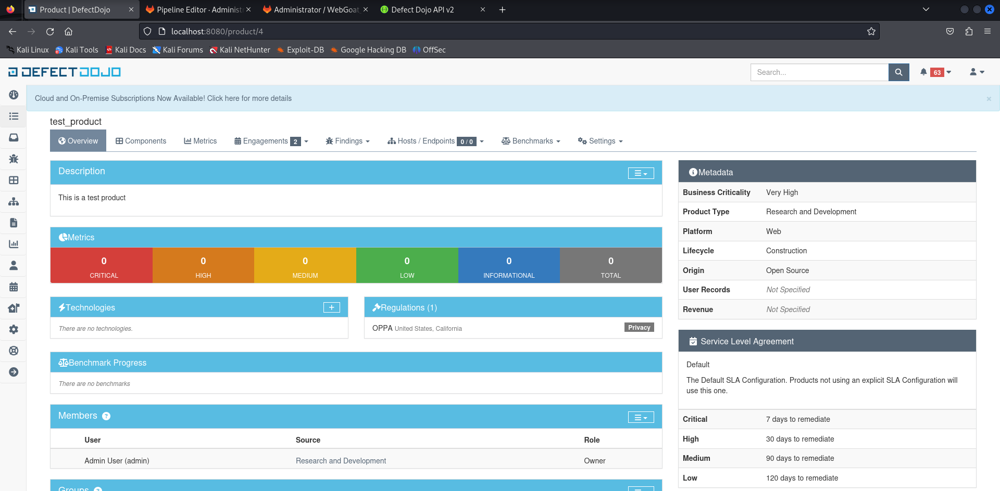 Product | DefectDojo
Pipeline Editor · Administ
Administrator / WebGoat
Defect Dojo API v2
localhost:8080/product/4
Kali Linux
Kali Tools
Kali Docs
Kali Forums
Kali NetHunter
Exploit-DB
Google Hacking DB
OffSec
DEFECTDOJO
Search...
63
Cloud and On-Premise Subscriptions Now Available! Click here for more details
×
test_product
Overview
Components
Metrics
Engagements 2
Findings
Hosts / Endpoints 0 / 0
Benchmarks
Settings
Description
This is a test product
Metrics
0
CRITICAL
0
HIGH
0
MEDIUM
0
LOW
0
INFORMATIONAL
0
TOTAL
Technologies
+
There are no technologies.
Regulations (1)
OPPA United States, California
Privacy
Benchmark Progress
There are no benchmarks
Members ?
User Source Role
Admin User (admin) Research and Development Owner
Groups ?
Metadata
Business Criticality Very High
Product Type Research and Development
Platform Web
Lifecycle Construction
Origin Open Source
User Records Not Specified
Revenue Not Specified
Service Level Agreement
Default
The Default SLA Configuration. Products not using an explicit SLA Configuration will
use this one.
Critical 7 days to remediate
High 30 days to remediate
Medium 90 days to remediate
Low 120 days to remediate